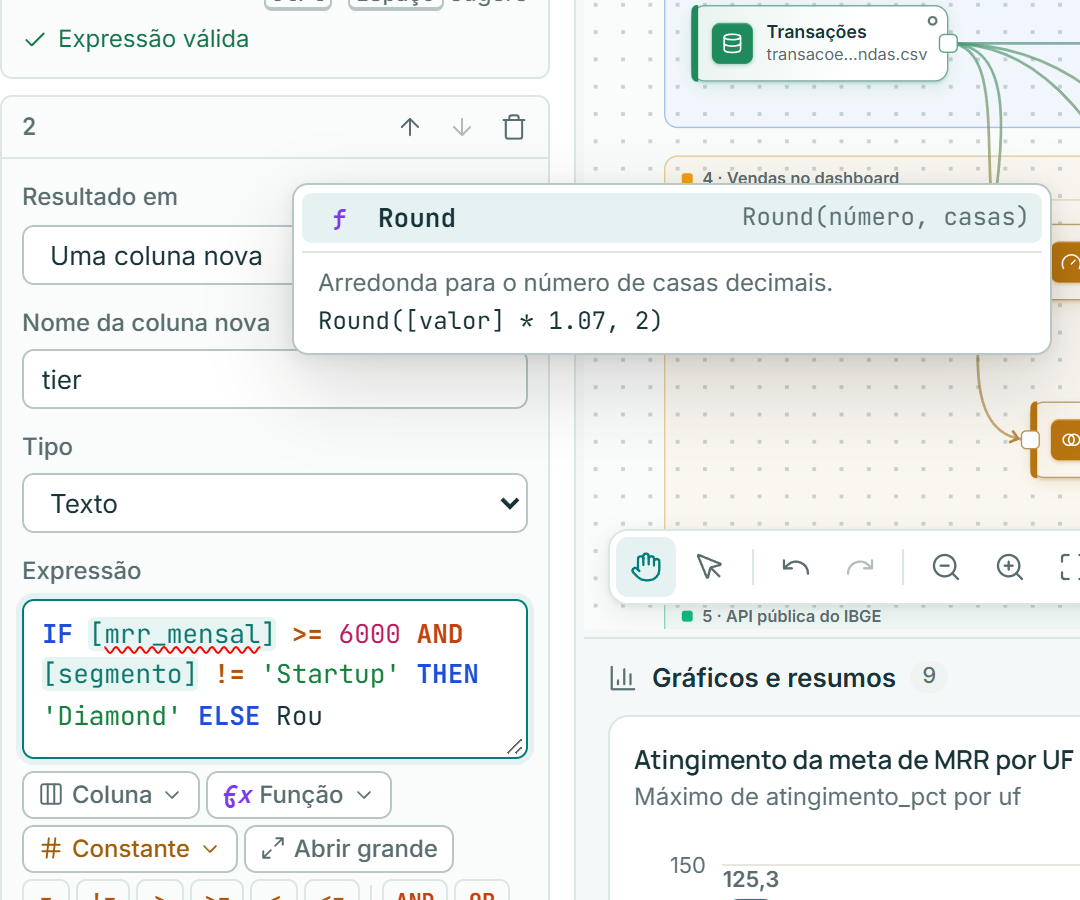 ✓ Expressão válida
2
Resultado em
Uma coluna nova
Nome da coluna nova
tier
Tipo
Texto
Expressão
IF [mrr_mensal] >= 6000 AND
[segmento] != 'Startup' THEN
'Diamond' ELSE Rou
Coluna
Função
# Constante
Abrir grande
Round
Round(número, casas)
Arredonda para o número de casas decimais.
Round([valor] * 1.07, 2)
Transações
transacoe...ndas.csv
4 · Vendas no dashboard
5 · API pública do IBGE
Gráficos e resumos 9
Atingimento da meta de MRR por UF
Máximo de atingimento_pct por uf
150
125,3